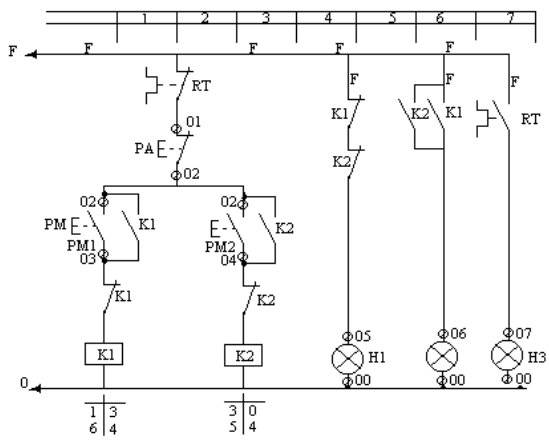 1 2 3 4 5 6 7
F F F F F
F F F
RT K1 K2 K1 RT
01
PA K2
02
02 02
PM K1 K2
PM1 PM2
03 04
K1 K2
05 06 07
K1 K2 H1 H3
00 00 00
0
1 3 3 0
6 4 5 4